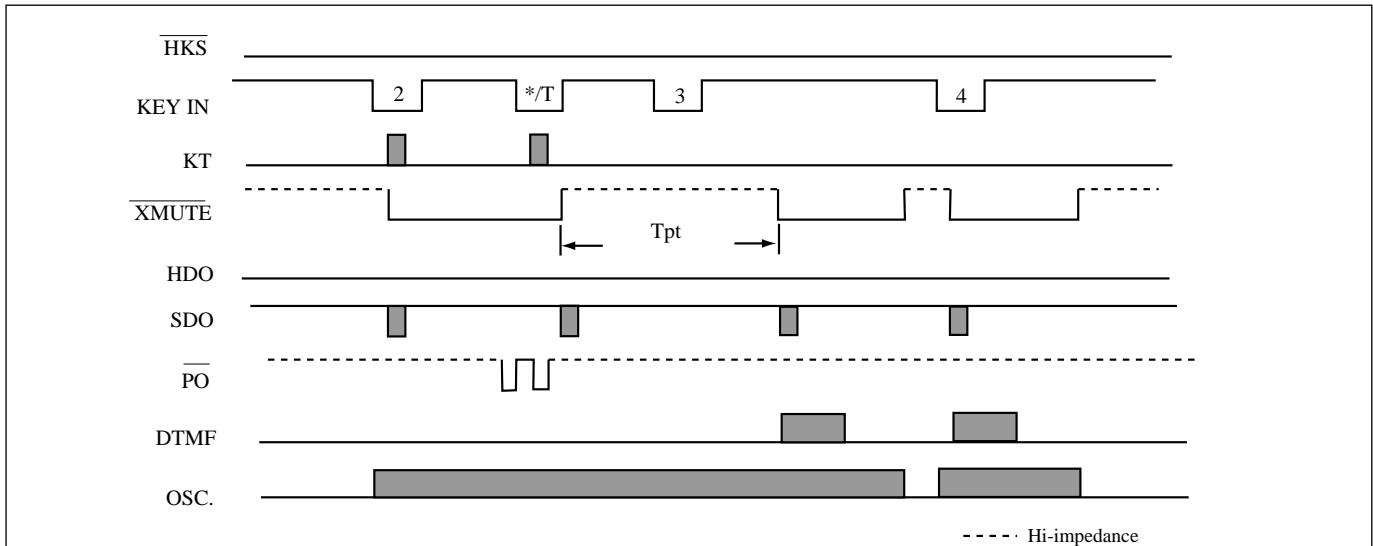 HKS
KEY IN 2 */T 3 4
KT
XMUTE
Tpt
HDO
SDO
PO
DTMF
OSC.
Hi-impedance